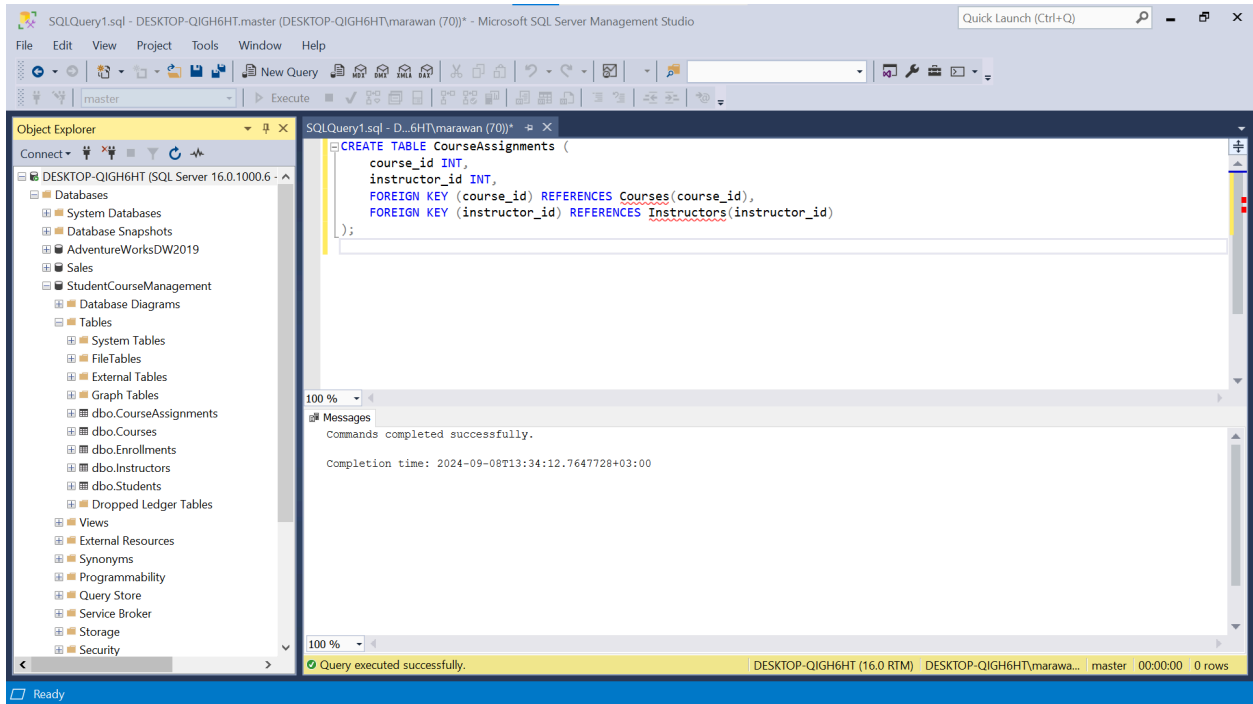 SQLQuery1.sql - DESKTOP-QIGH6HT.master (DESKTOP-QIGH6HT\marawan (70))* - Microsoft SQL Server Management Studio
Quick Launch (Ctrl+Q)
File Edit View Project Tools Window Help
New Query MDX DMX XMLA DAX
master Execute
Object Explorer
Connect
DESKTOP-QIGH6HT (SQL Server 16.0.1000.6 -
Databases
System Databases
Database Snapshots
AdventureWorksDW2019
Sales
StudentCourseManagement
Database Diagrams
Tables
System Tables
FileTables
External Tables
Graph Tables
dbo.CourseAssignments
dbo.Courses
dbo.Enrollments
dbo.Instructors
dbo.Students
Dropped Ledger Tables
Views
External Resources
Synonyms
Programmability
Query Store
Service Broker
Storage
Security
SQLQuery1.sql - D...6HT\marawan (70))*
CREATE TABLE CourseAssignments (
course_id INT,
instructor_id INT,
FOREIGN KEY (course_id) REFERENCES Courses(course_id),
FOREIGN KEY (instructor_id) REFERENCES Instructors(instructor_id)
);
100 %
Messages
Commands completed successfully.
Completion time: 2024-09-08T13:34:12.7647728+03:00
100 %
Query executed successfully.
DESKTOP-QIGH6HT (16.0 RTM) DESKTOP-QIGH6HT\marawa... master 00:00:00 0 rows
Ready